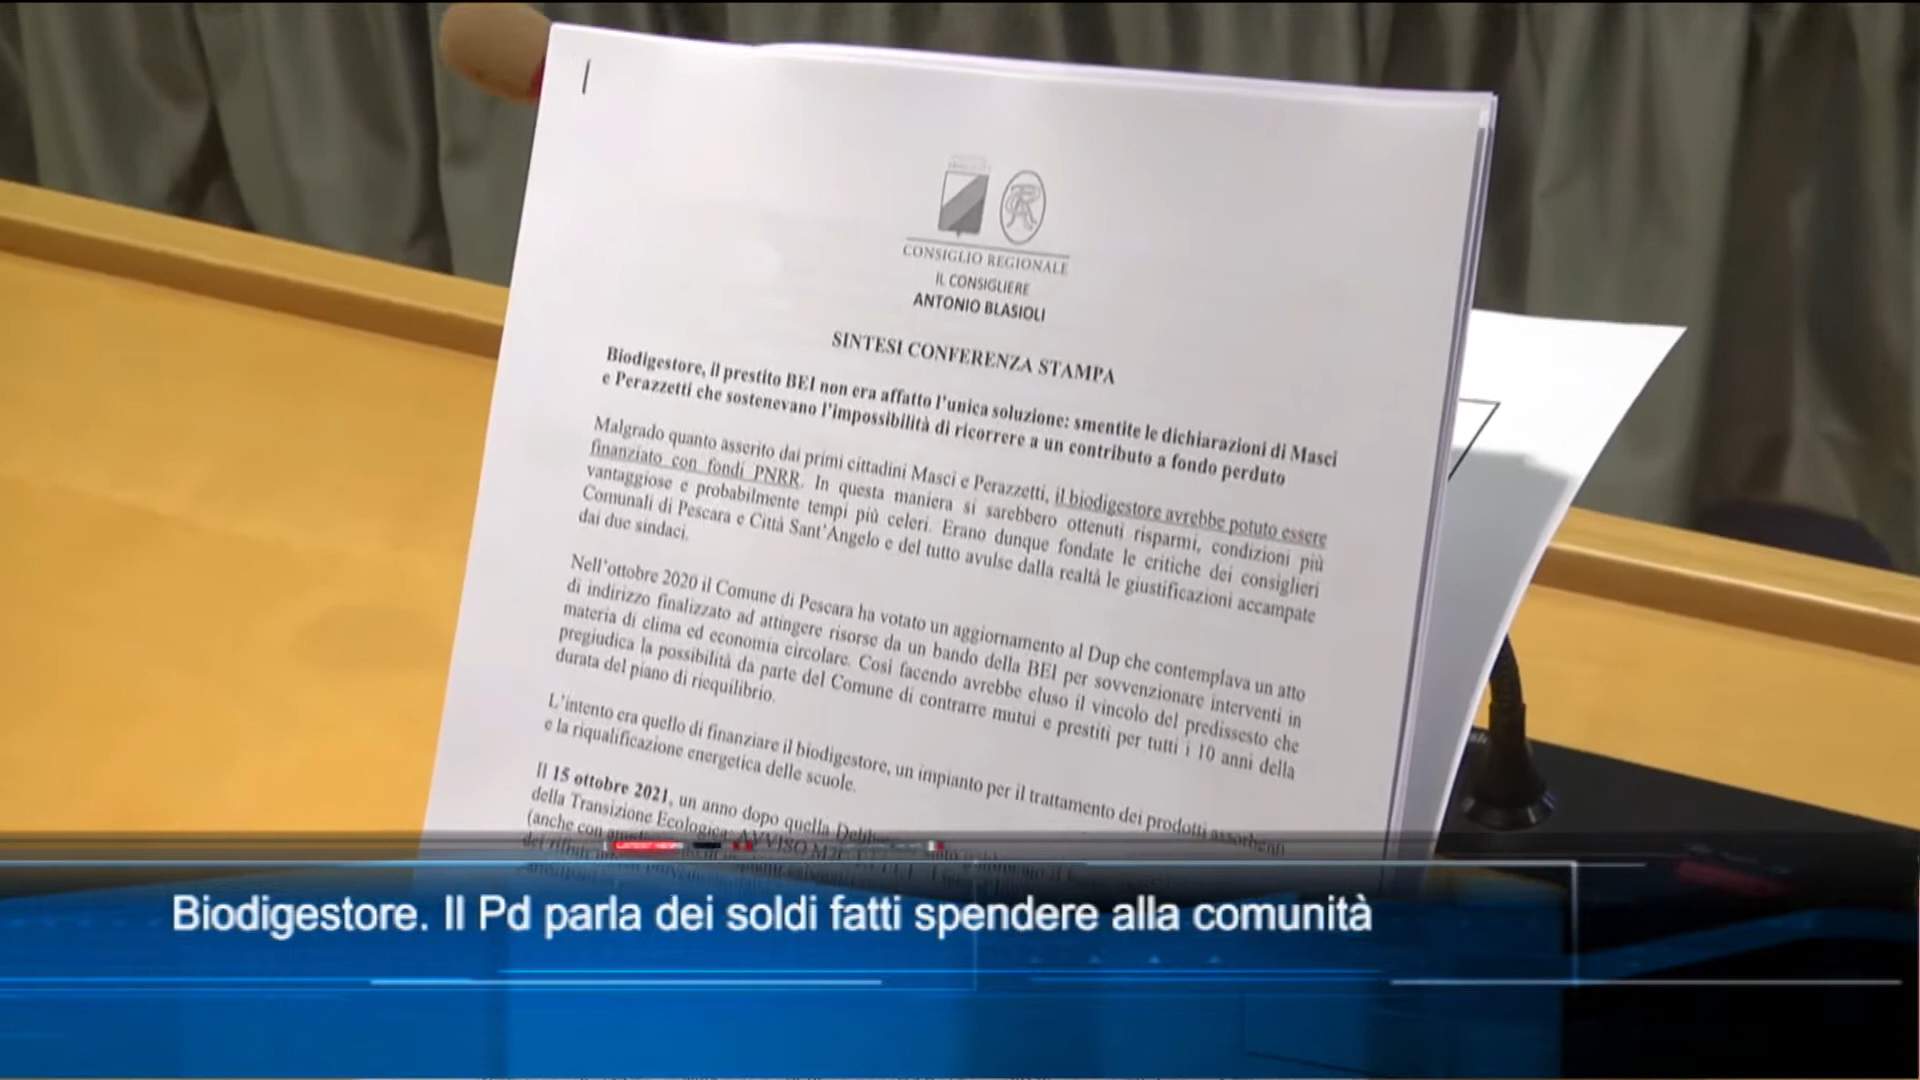 CONSIGLIO REGIONALE
IL CONSIGLIERE
ANTONIO BLASIOLI
SINTESI CONFERENZA STAMPA
Biodigestore, il prestito BEI non era affatto l'unica soluzione: smentite le dichiarazioni di Masci
e Perazzetti che sostenevano l'impossibilità di ricorrere a un contributo a fondo perduto
Malgrado quanto asserito dai primi cittadini Masci e Perazzetti, il biodigestore avrebbe potuto essere
finanziato con fondi PNRR. In questa maniera si sarebbero ottenuti risparmi, condizioni più
vantaggiose e probabilmente tempi più celeri. Erano dunque fondate le critiche dei consiglieri
Comunali di Pescara e Città Sant'Angelo e del tutto avulse dalla realtà le giustificazioni accampate
dai due sindaci.
Nell'ottobre 2020 il Comune di Pescara ha votato un aggiornamento al Dup che contemplava un atto
di indirizzo finalizzato ad attingere risorse da un bando della BEI per sovvenzionare interventi in
materia di clima ed economia circolare. Così facendo avrebbe eluso il vincolo del predissesto che
pregiudica la possibilità da parte del Comune di contrarre mutui e prestiti per tutti i 10 anni della
durata del piano di riequilibrio.
L'intento era quello di finanziare il biodigestore, un impianto per il trattamento dei prodotti assorbenti
e la riqualificazione energetica delle scuole.
Il 15 ottobre 2021, un anno dopo quella
della Transizione Ecologica: AVVISO
(anche con
LATEST NEWS
Biodigestore. Il Pd parla dei soldi fatti spendere alla comunità